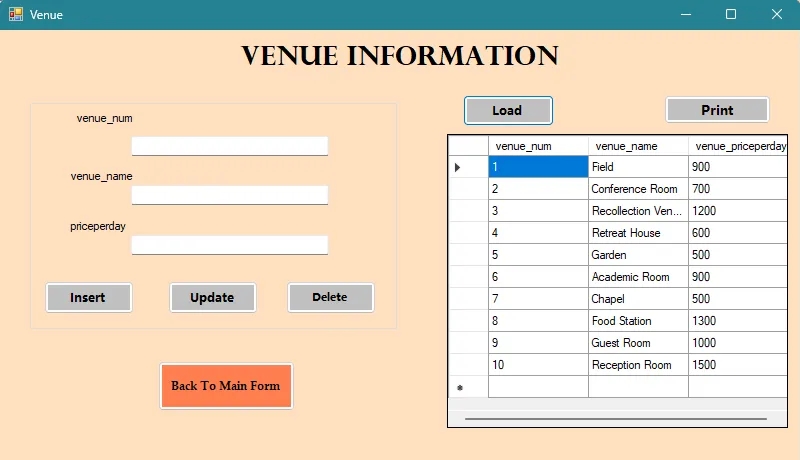 Venue
VENUE INFORMATION
venue_num
venue_name
priceperday
Insert Update Delete
Back To Main Form
Load Print
venue_num venue_name venue_priceperday
1 Field 900
2 Conference Room 700
3 Recollection Ven... 1200
4 Retreat House 600
5 Garden 500
6 Academic Room 900
7 Chapel 500
8 Food Station 1300
9 Guest Room 1000
10 Reception Room 1500